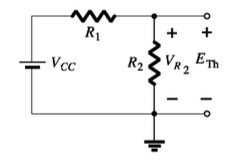 R1
+ +
VCC R2 VR2 ETh
− −